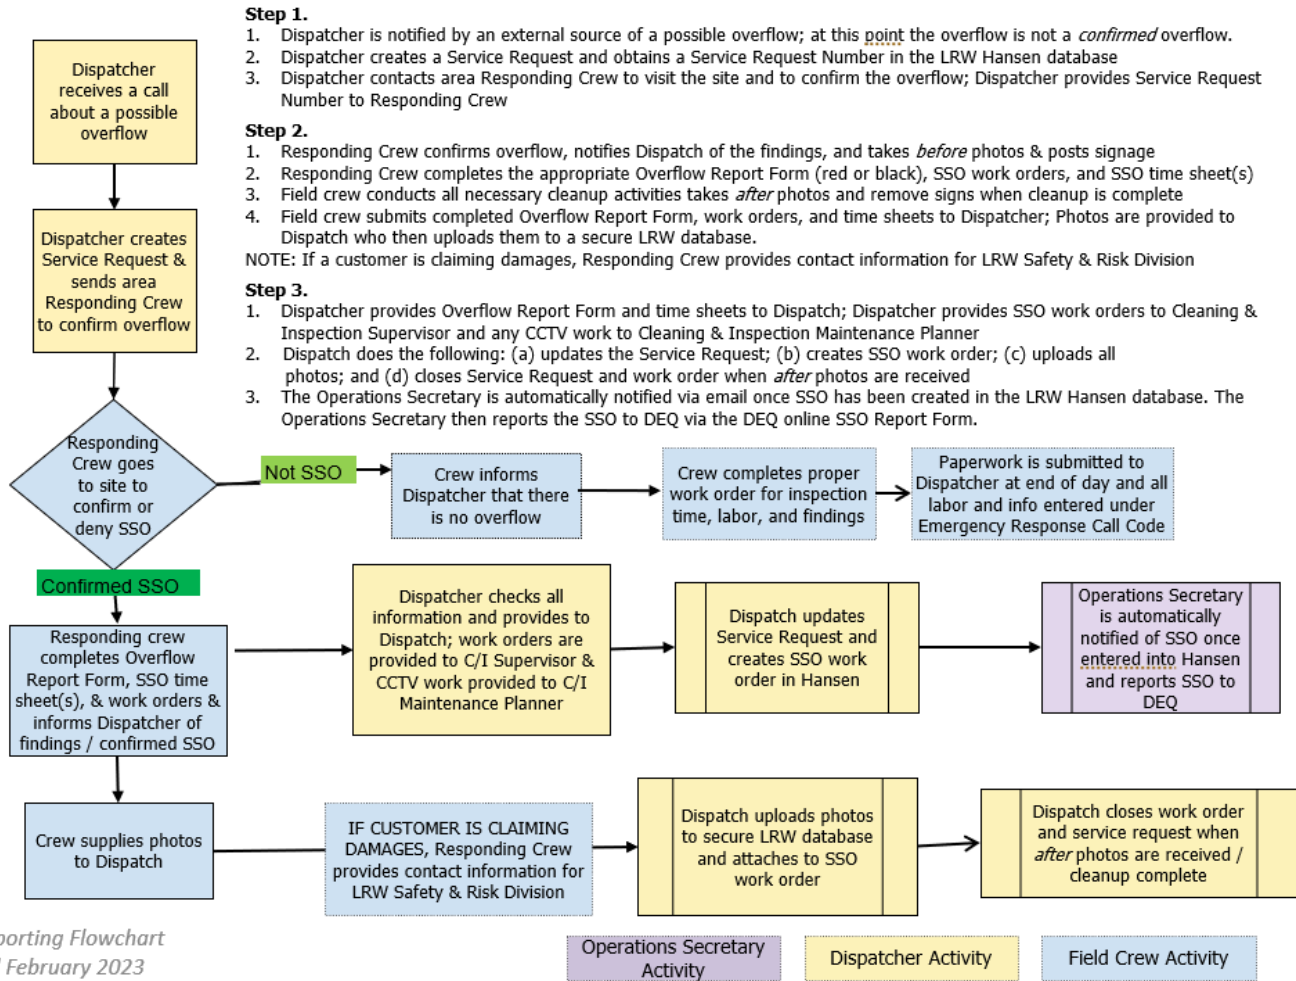 Step 1.
1. Dispatcher is notified by an external source of a possible overflow; at this point the overflow is not a confirmed overflow.
2. Dispatcher creates a Service Request and obtains a Service Request Number in the LRW Hansen database
3. Dispatcher contacts area Responding Crew to visit the site and to confirm the overflow; Dispatcher provides Service Request
Number to Responding Crew
Step 2.
1. Responding Crew confirms overflow, notifies Dispatch of the findings, and takes before photos & posts signage
2. Responding Crew completes the appropriate Overflow Report Form (red or black), SSO work orders, and SSO time sheet(s)
3. Field crew conducts all necessary cleanup activities takes after photos and remove signs when cleanup is complete
4. Field crew submits completed Overflow Report Form, work orders, and time sheets to Dispatcher; Photos are provided to
Dispatch who then uploads them to a secure LRW database.
NOTE: If a customer is claiming damages, Responding Crew provides contact information for LRW Safety & Risk Division
Step 3.
1. Dispatcher provides Overflow Report Form and time sheets to Dispatch; Dispatcher provides SSO work orders to Cleaning &
Inspection Supervisor and any CCTV work to Cleaning & Inspection Maintenance Planner
2. Dispatch does the following: (a) updates the Service Request; (b) creates SSO work order; (c) uploads all
photos; and (d) closes Service Request and work order when after photos are received
3. The Operations Secretary is automatically notified via email once SSO has been created in the LRW Hansen database. The
Operations Secretary then reports the SSO to DEQ via the DEQ online SSO Report Form.
Dispatcher
receives a call
about a possible
overflow
Dispatcher creates
Service Request &
sends area
Responding Crew
to confirm overflow
Responding
Crew goes
to site to
confirm or
deny SSO
Not SSO
Crew informs
Dispatcher that there
is no overflow
Crew completes proper
work order for inspection
time, labor, and findings
Paperwork is submitted to
Dispatcher at end of day and all
labor and info entered under
Emergency Response Call Code
Confirmed SSO
Responding crew
completes Overflow
Report Form, SSO time
sheet(s), & work orders &
informs Dispatcher of
findings / confirmed SSO
Dispatcher checks all
information and provides to
Dispatch; work orders are
provided to C/I Supervisor &
CCTV work provided to C/I
Maintenance Planner
Dispatch updates
Service Request and
creates SSO work
order in Hansen
Operations Secretary
is automatically
notified of SSO once
entered into Hansen
and reports SSO to
DEQ
Crew supplies photos
to Dispatch
IF CUSTOMER IS CLAIMING
DAMAGES, Responding Crew
provides contact information for
LRW Safety & Risk Division
Dispatch uploads photos
to secure LRW database
and attaches to SSO
work order
Dispatch closes work order
and service request when
after photos are received /
cleanup complete
porting Flowchart
February 2023
Operations Secretary
Activity
Dispatcher Activity
Field Crew Activity